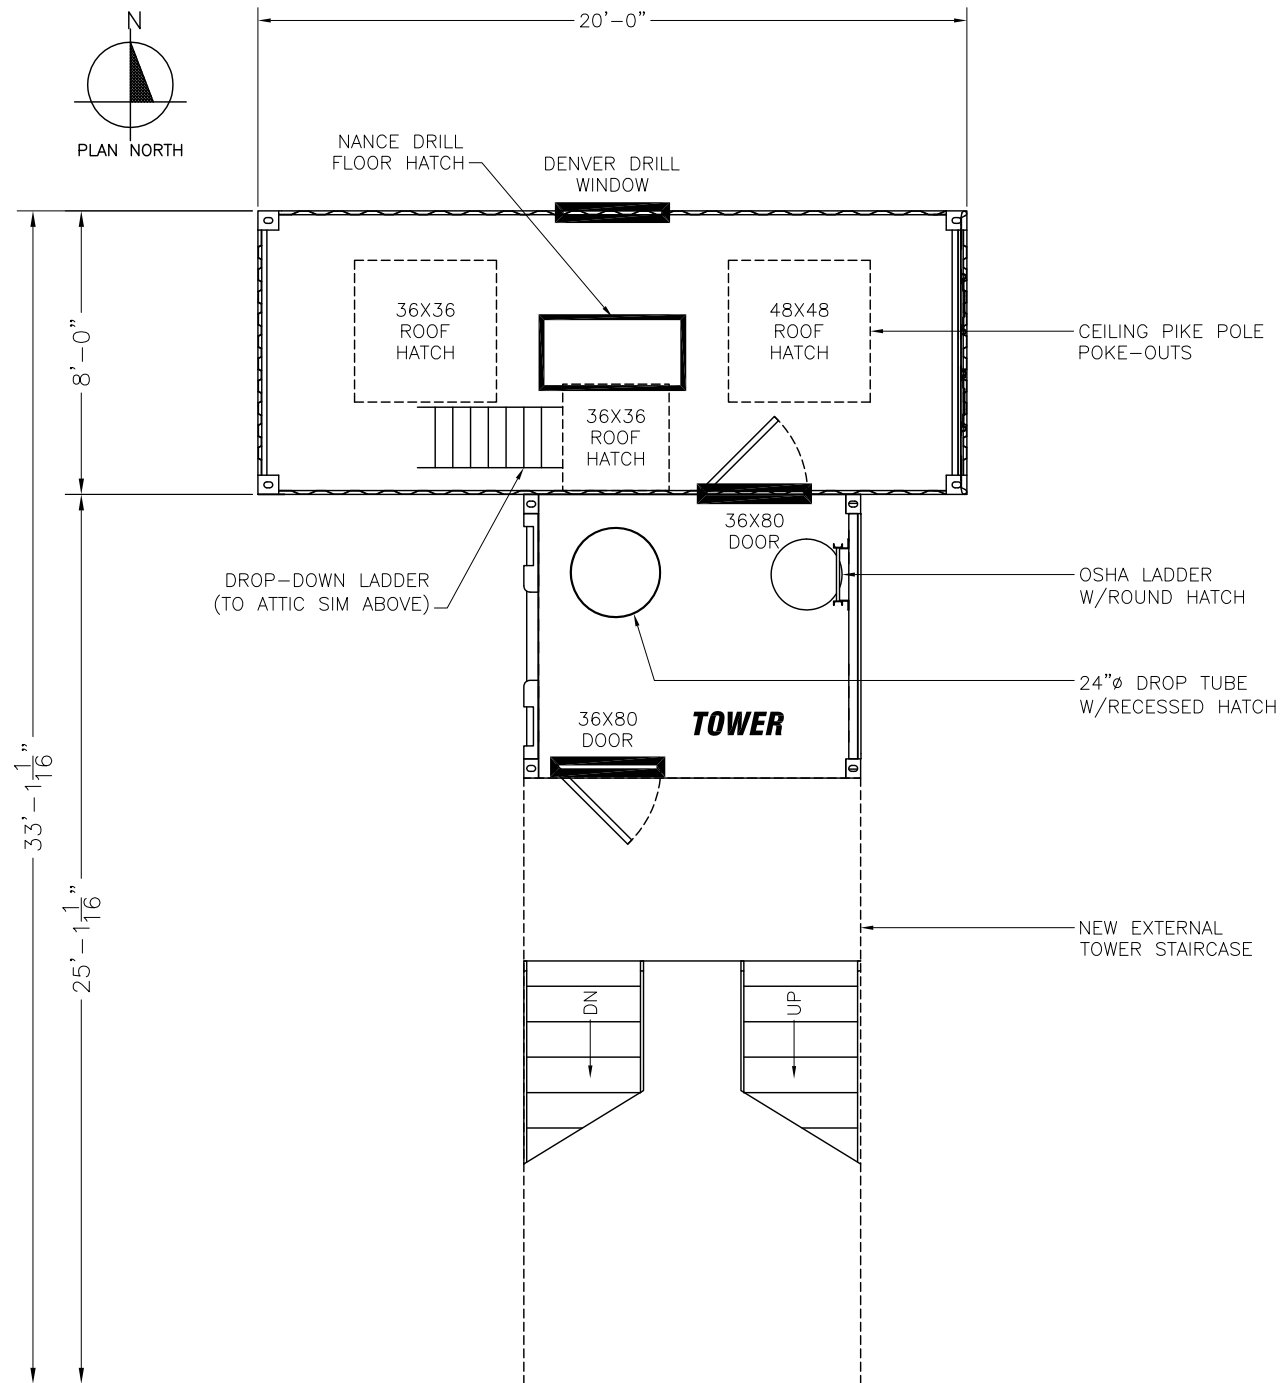 20'-0"
N
PLAN NORTH
NANCE DRILL
FLOOR HATCH
DENVER DRILL
WINDOW
36X36
ROOF
HATCH
48X48
ROOF
HATCH
CEILING PIKE POLE
POKE-OUTS
8'-0"
36X36
ROOF
HATCH
36X80
DOOR
DROP-DOWN LADDER
(TO ATTIC SIM ABOVE)
OSHA LADDER
W/ROUND HATCH
24"ø DROP TUBE
W/RECESSED HATCH
36X80
DOOR
TOWER
33'-1 1/16"
25'-1 1/16"
NEW EXTERNAL
TOWER STAIRCASE
DN
UP